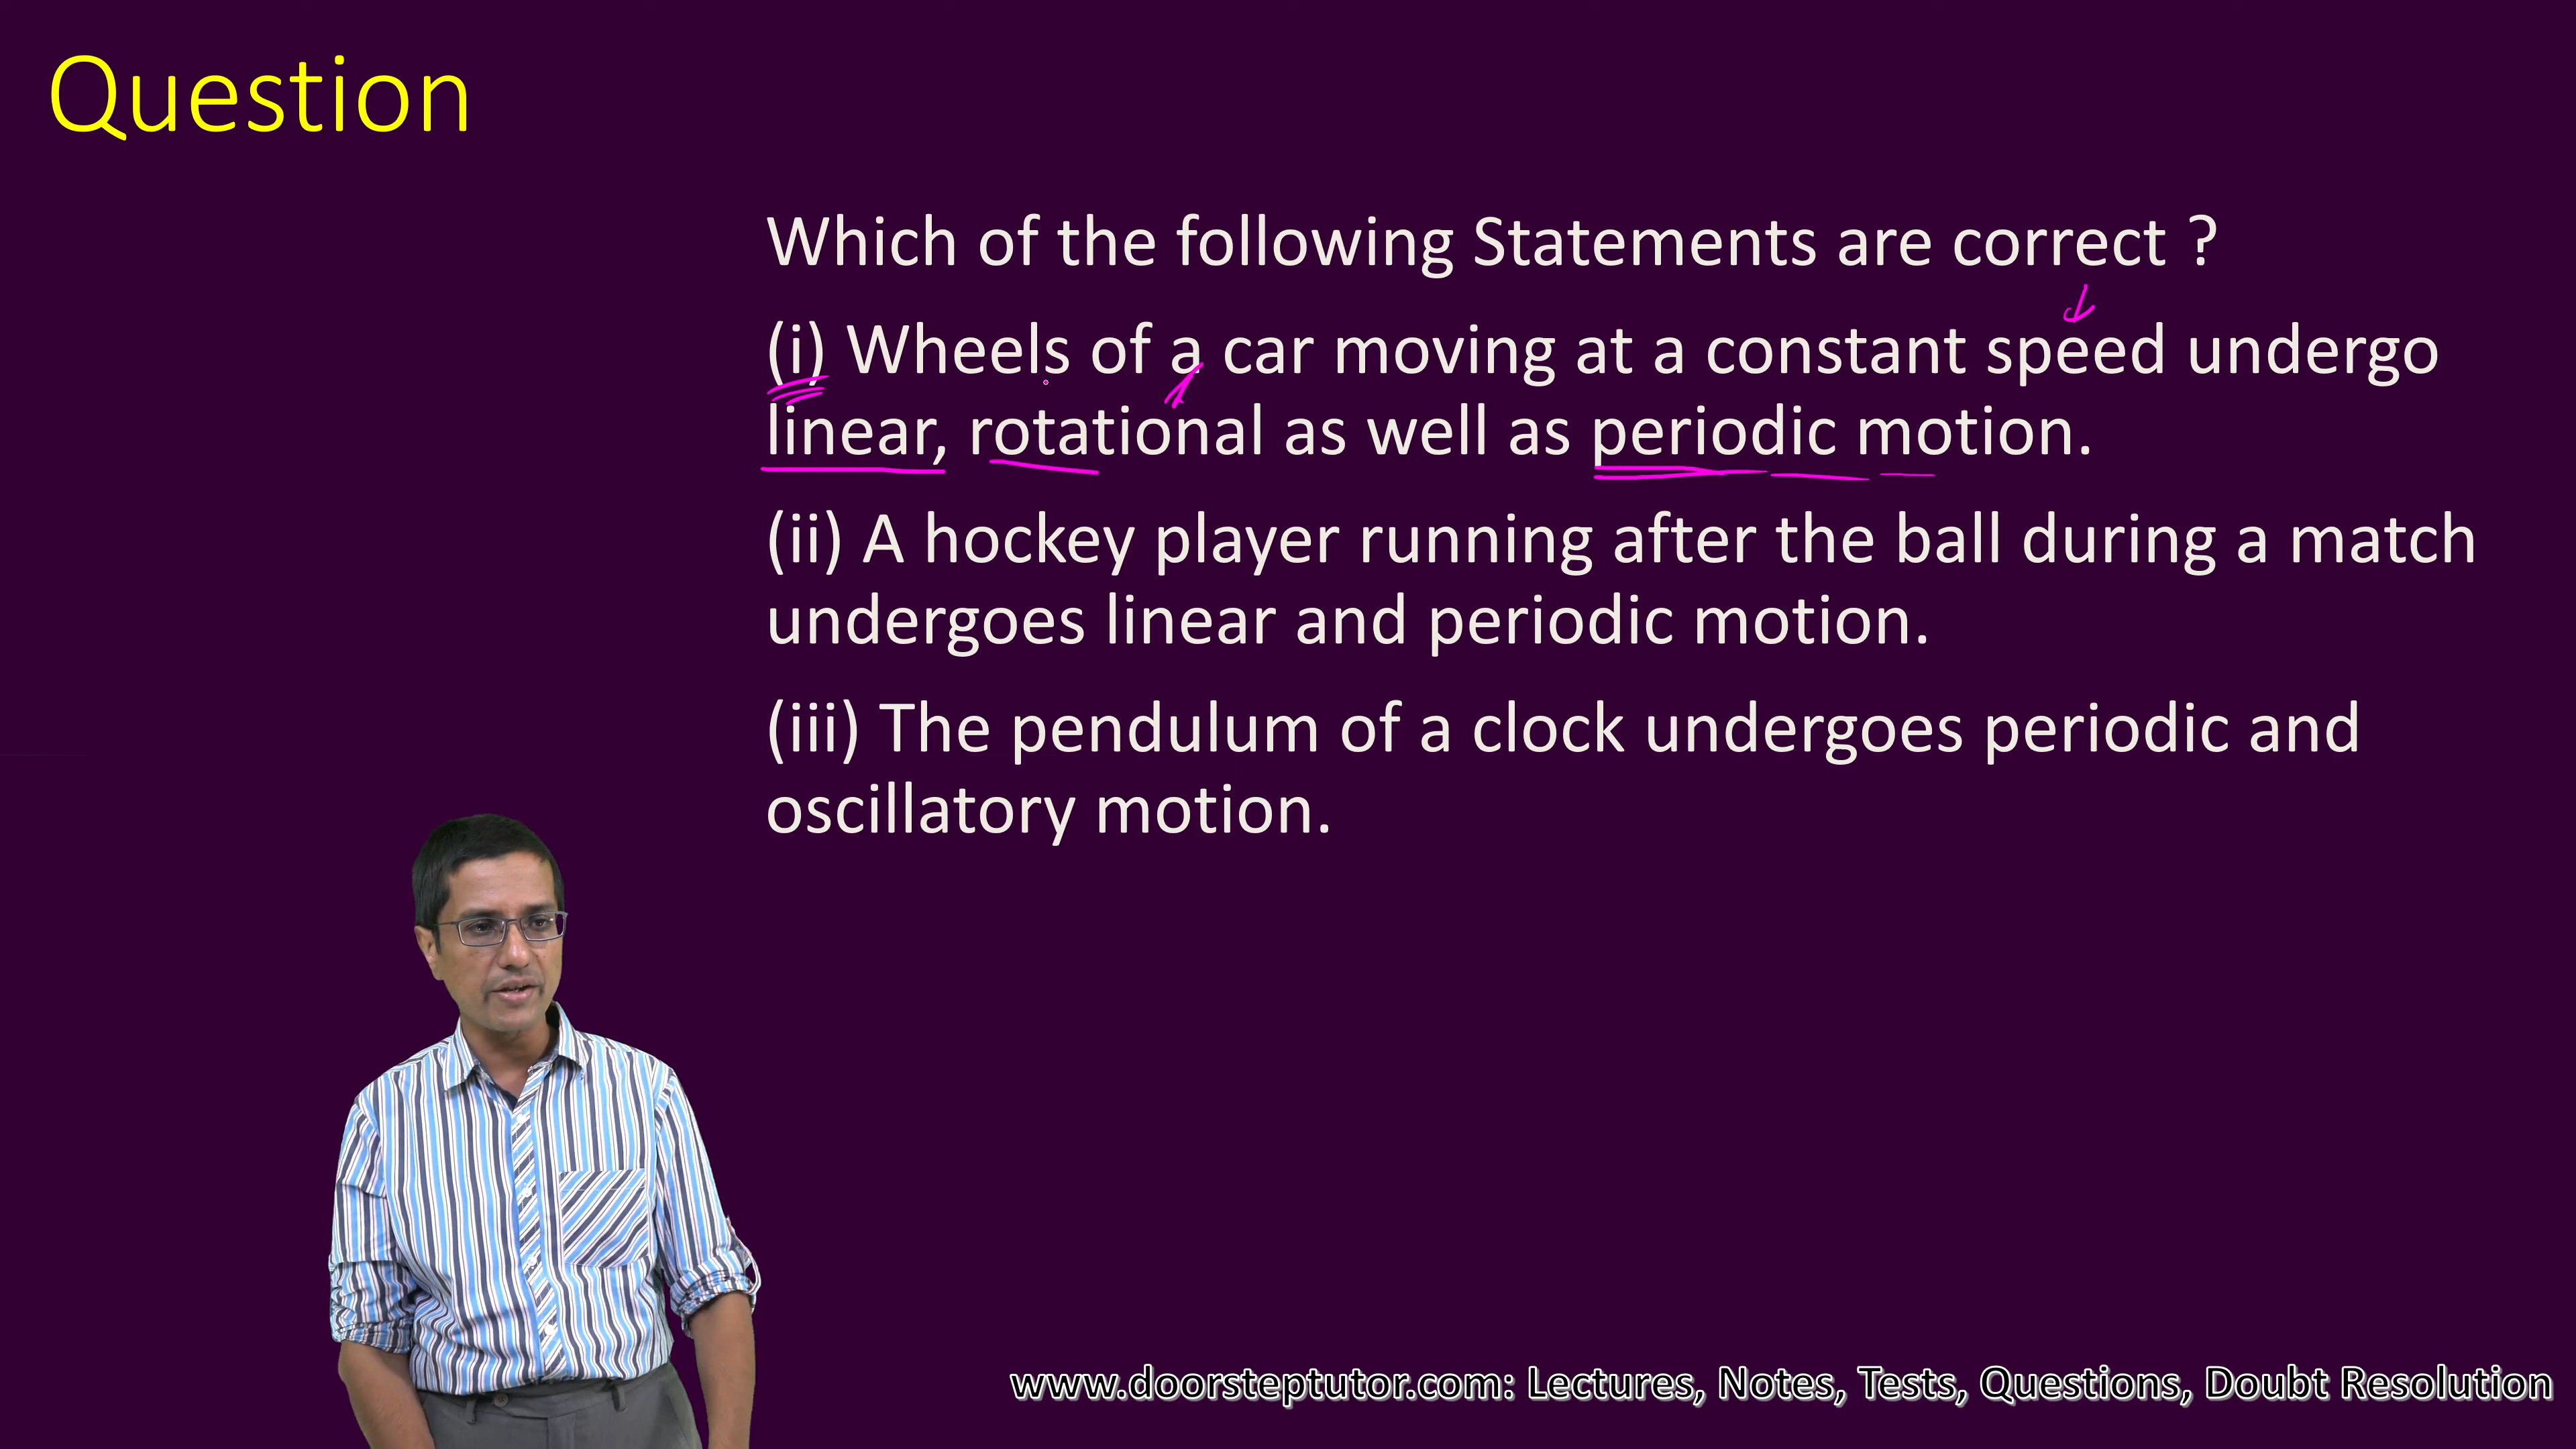 Question
Which of the following Statements are correct ?
(i) Wheels of a car moving at a constant speed undergo
linear, rotational as well as periodic motion.
(ii) A hockey player running after the ball during a match
undergoes linear and periodic motion.
(iii) The pendulum of a clock undergoes periodic and
oscillatory motion.
www.doorsteptutor.com: Lectures, Notes, Tests, Questions, Doubt Resolution